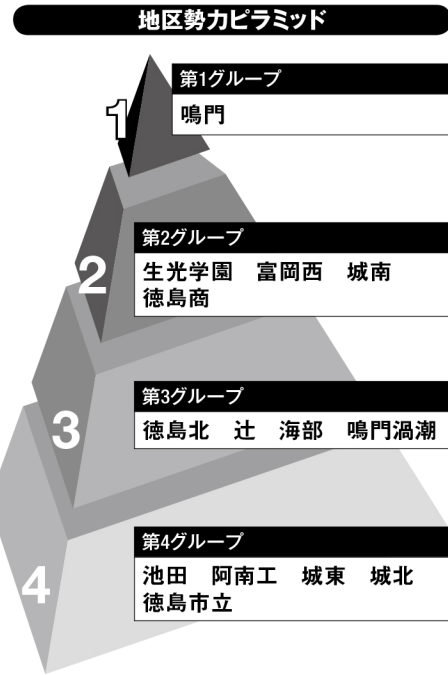 地区勢力ピラミッド
1
第1グループ
鳴門
2
第2グループ
生光学園 富岡西 城南
徳島商
3
第3グループ
徳島北 辻 海部 鳴門渦潮
4
第4グループ
池田 阿南工 城東 城北
徳島市立